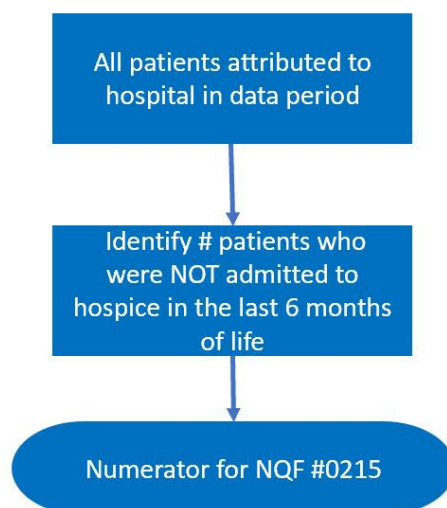 All patients attributed to
hospital in data period
Identify # patients who
were NOT admitted to
hospice in the last 6 months
of life
Numerator for NQF #0215